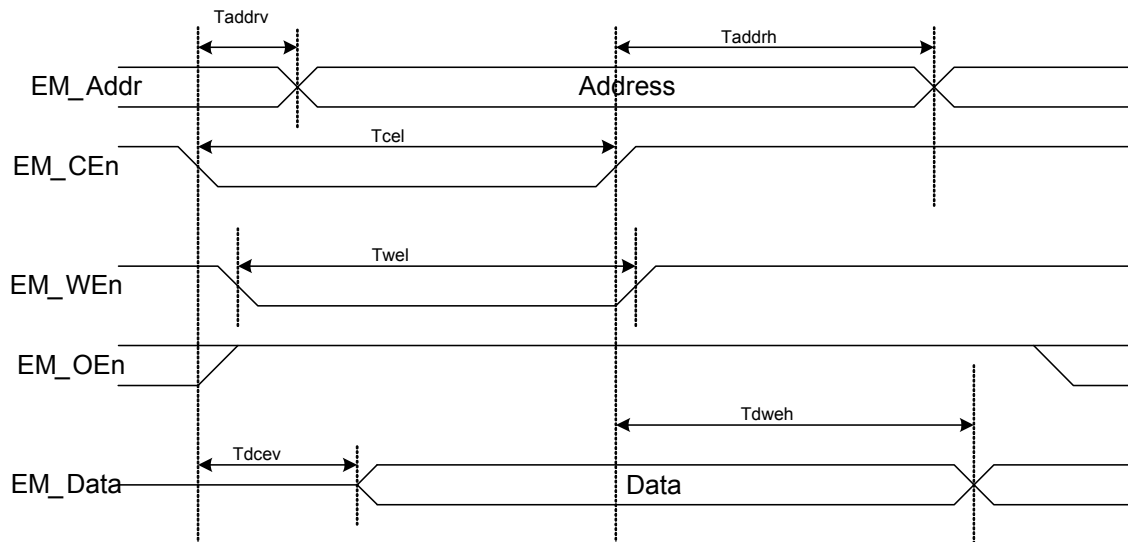 Taddrv
Taddrh
EM_Addr
Address
Tcel
EM_CEn
Twel
EM_WEn
EM_OEn
Tdweh
Tdcev
EM_Data
Data